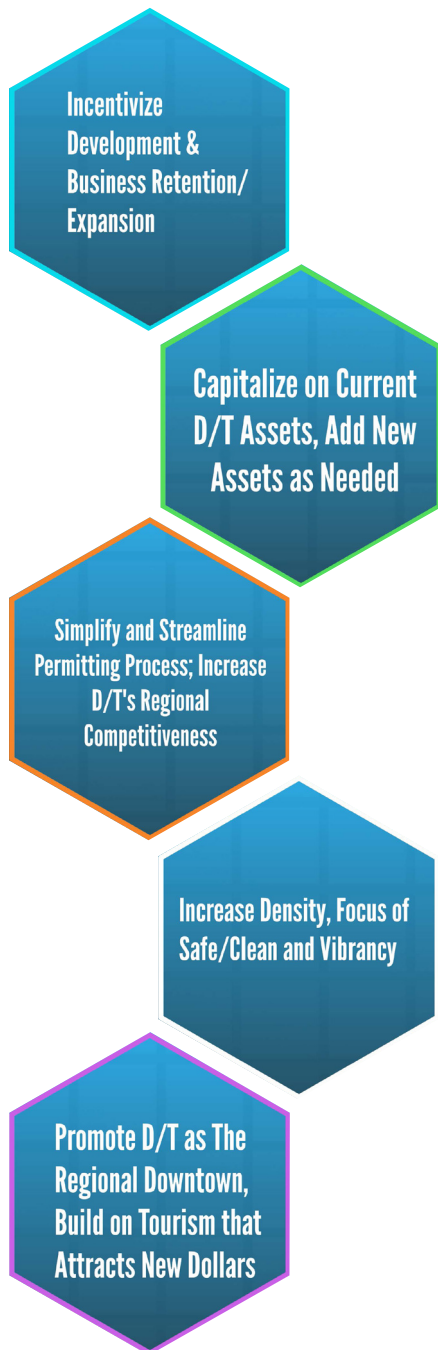 Incentivize
Development &
Business Retention/
Expansion
Capitalize on Current
D/T Assets, Add New
Assets as Needed
Simplify and Streamline
Permitting Process; Increase
D/T's Regional
Competitiveness
Increase Density, Focus of
Safe/Clean and Vibrancy
Promote D/T as The
Regional Downtown,
Build on Tourism that
Attracts New Dollars